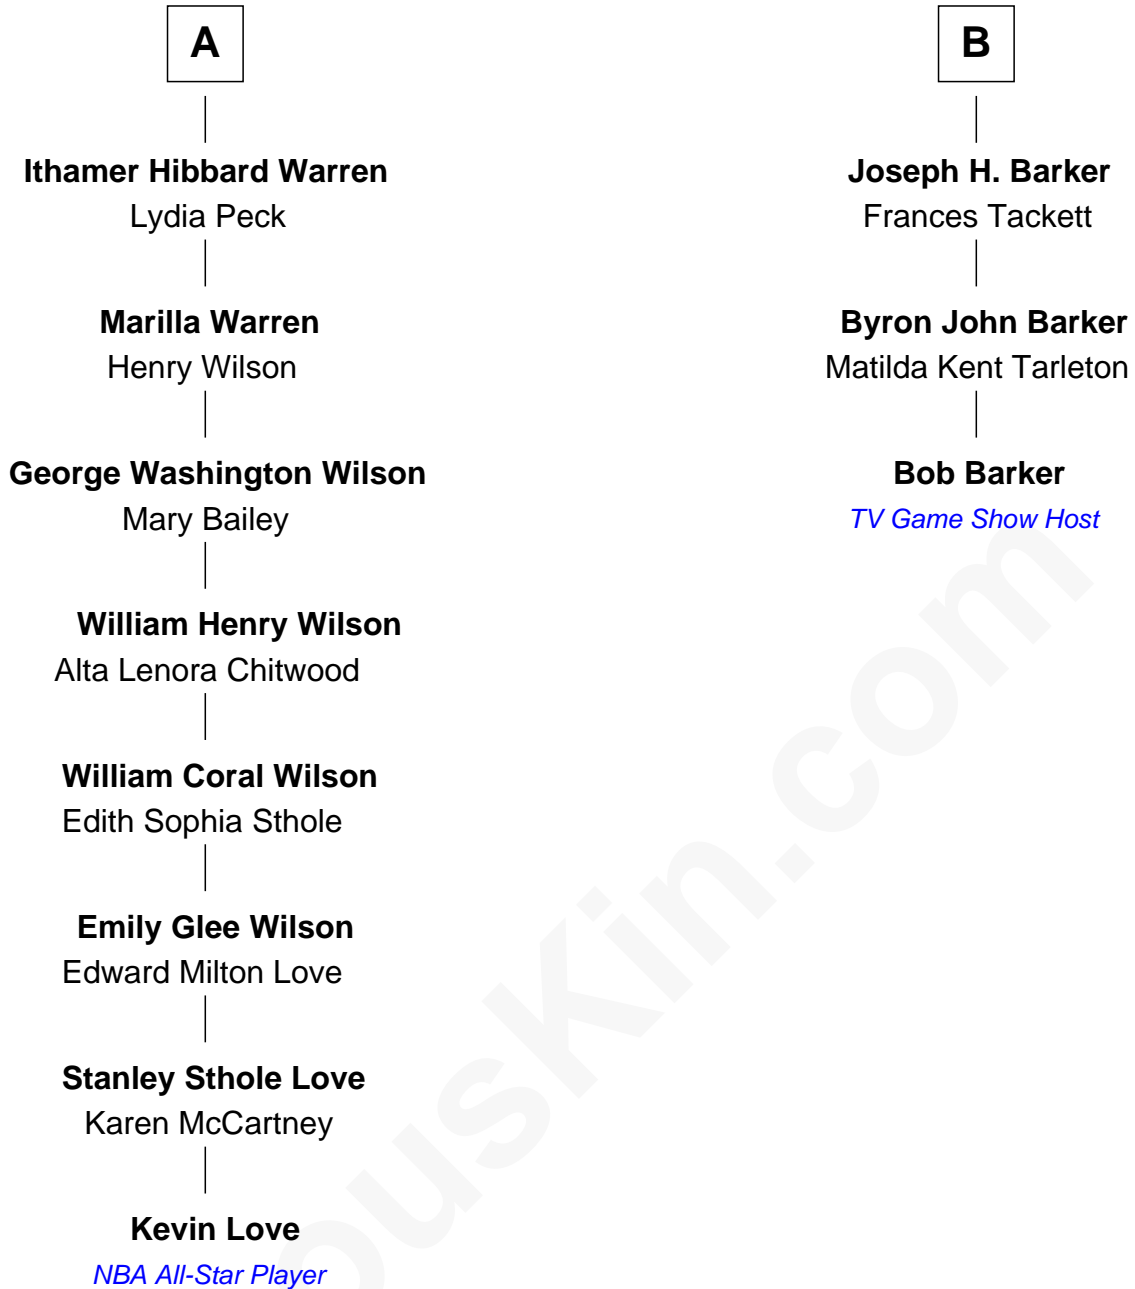 A
Ithamer Hibbard Warren
Lydia Peck
Marilla Warren
Henry Wilson
George Washington Wilson
Mary Bailey
William Henry Wilson
Alta Lenora Chitwood
William Coral Wilson
Edith Sophia Sthole
Emily Glee Wilson
Edward Milton Love
Stanley Sthole Love
Karen McCartney
Kevin Love
NBA All-Star Player
B
Joseph H. Barker
Frances Tackett
Byron John Barker
Matilda Kent Tarleton
Bob Barker
TV Game Show Host
ousKin.com